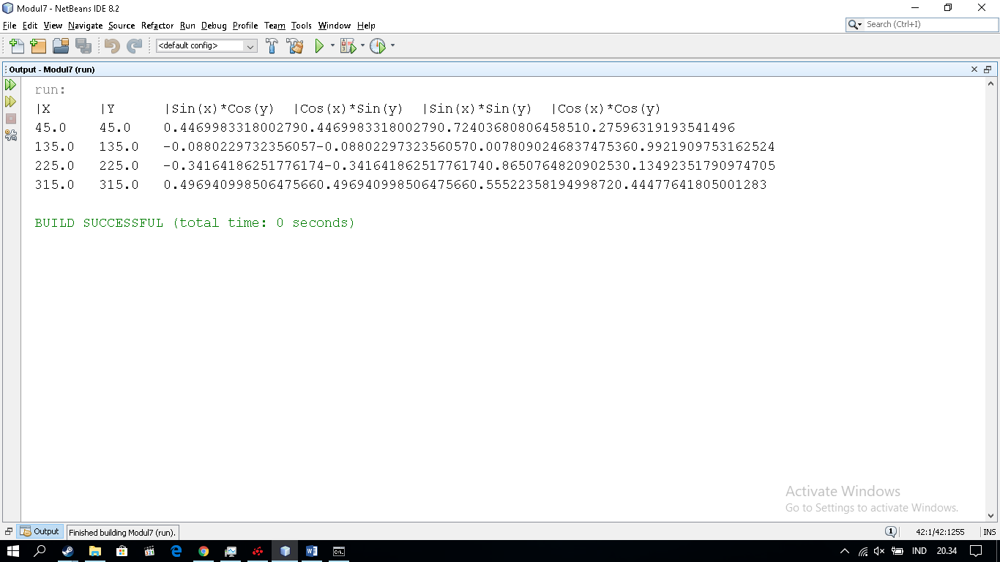 Modul7 - NetBeans IDE 8.2
File Edit View Navigate Source Refactor Run Debug Profile Team Tools Window Help
Search (Ctrl+I)
<default config>
Output - Modul7 (run)
run:
|X |Y |Sin(x)*Cos(y) |Cos(x)*Sin(y) |Sin(x)*Sin(y) |Cos(x)*Cos(y)
45.0 45.0 0.4469983318002790.4469983318002790.72403680806458510.27596319193541496
135.0 135.0 -0.0880229732356057-0.08802297323560570.0078090246837475360.9921909753162524
225.0 225.0 -0.34164186251776174-0.341641862517761740.8650764820902530.13492351790974705
315.0 315.0 0.496940998506475660.496940998506475660.55522358194998720.44477641805001283
BUILD SUCCESSFUL (total time: 0 seconds)
Activate Windows
Go to Settings to activate Windows.
Output
Finished building Modul7 (run).
1
42:1/42:1255
INS
IND
20.34